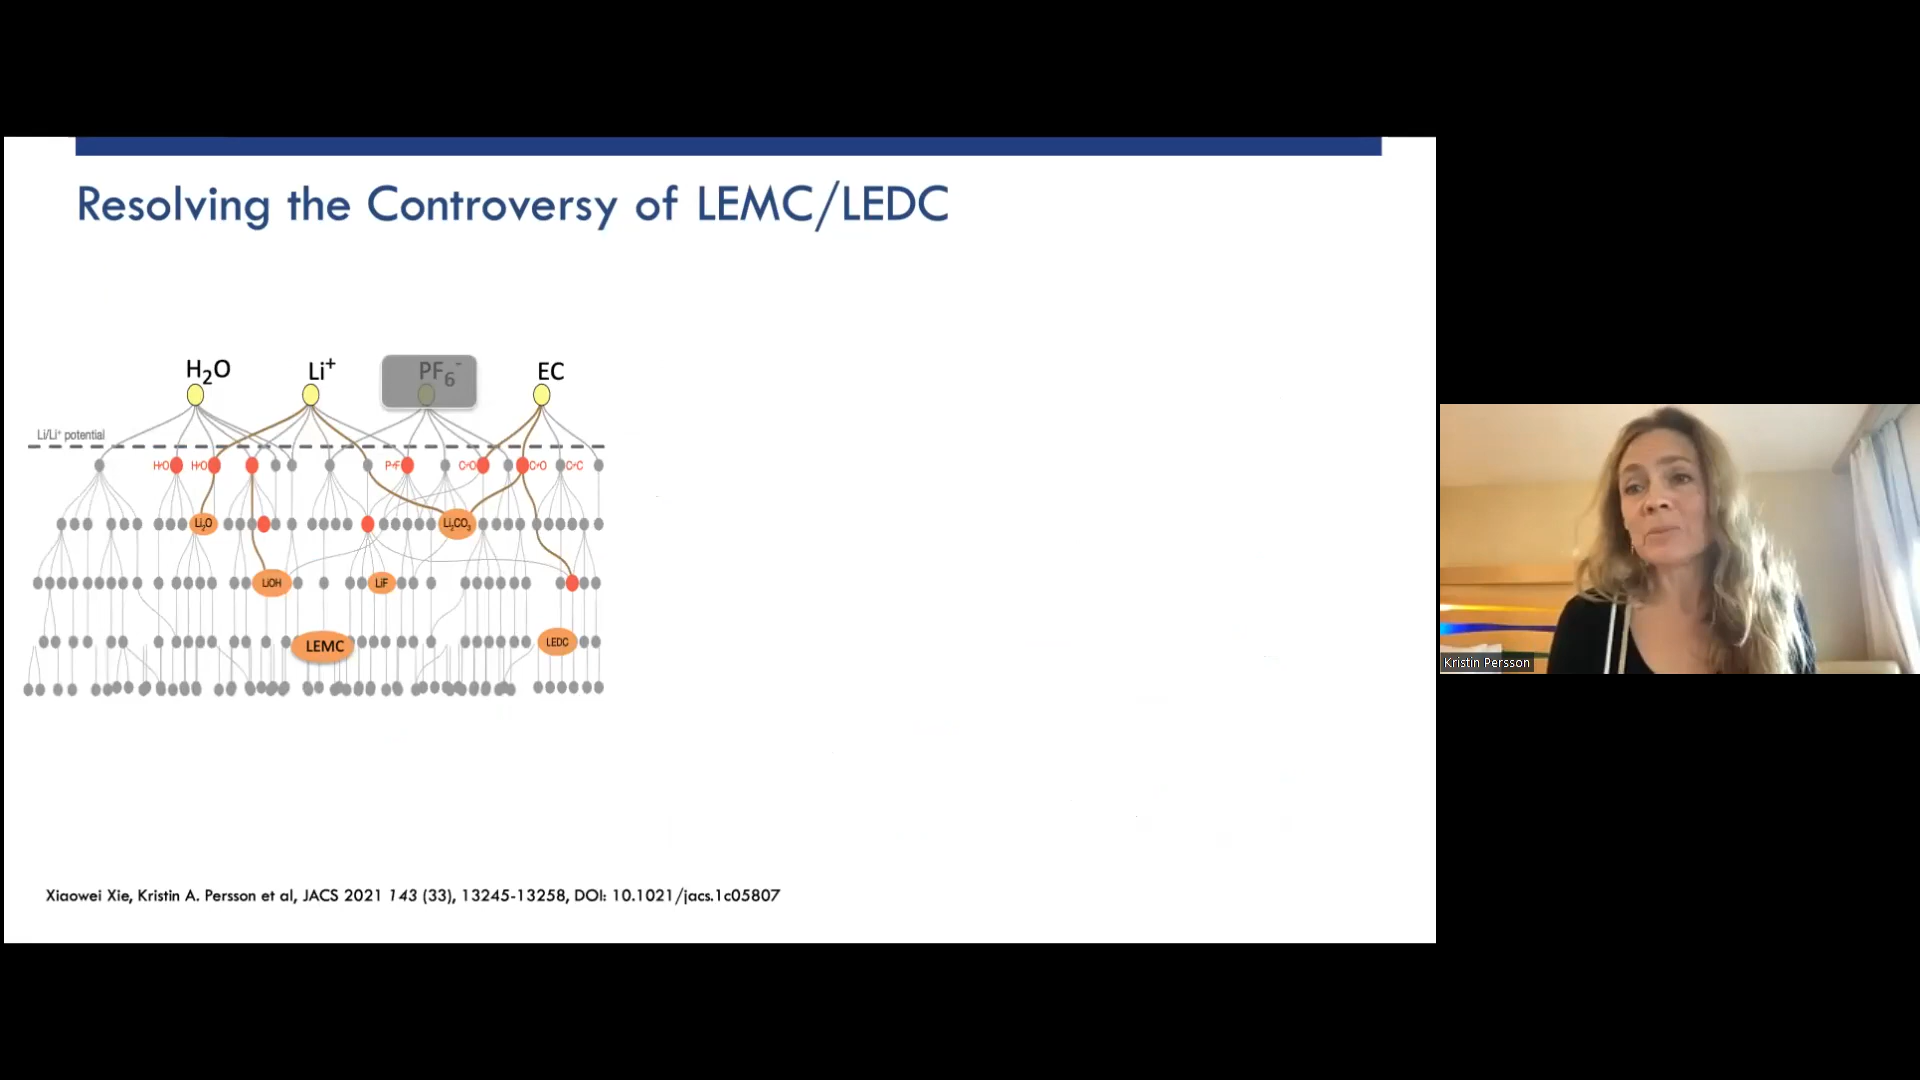 Resolving the Controversy of LEMC/LEDC
H₂O Li⁺ PF₆⁻ EC
Li/Li⁺ potential
H•O H•O P•F C•O C•O C•C
Li₂O Li₂CO₃
LiOH LiF
LEMC LEDC
Kristin Persson
Xiaowei Xie, Kristin A. Persson et al, JACS 2021 143 (33), 13245-13258, DOI: 10.1021/jacs.1c05807